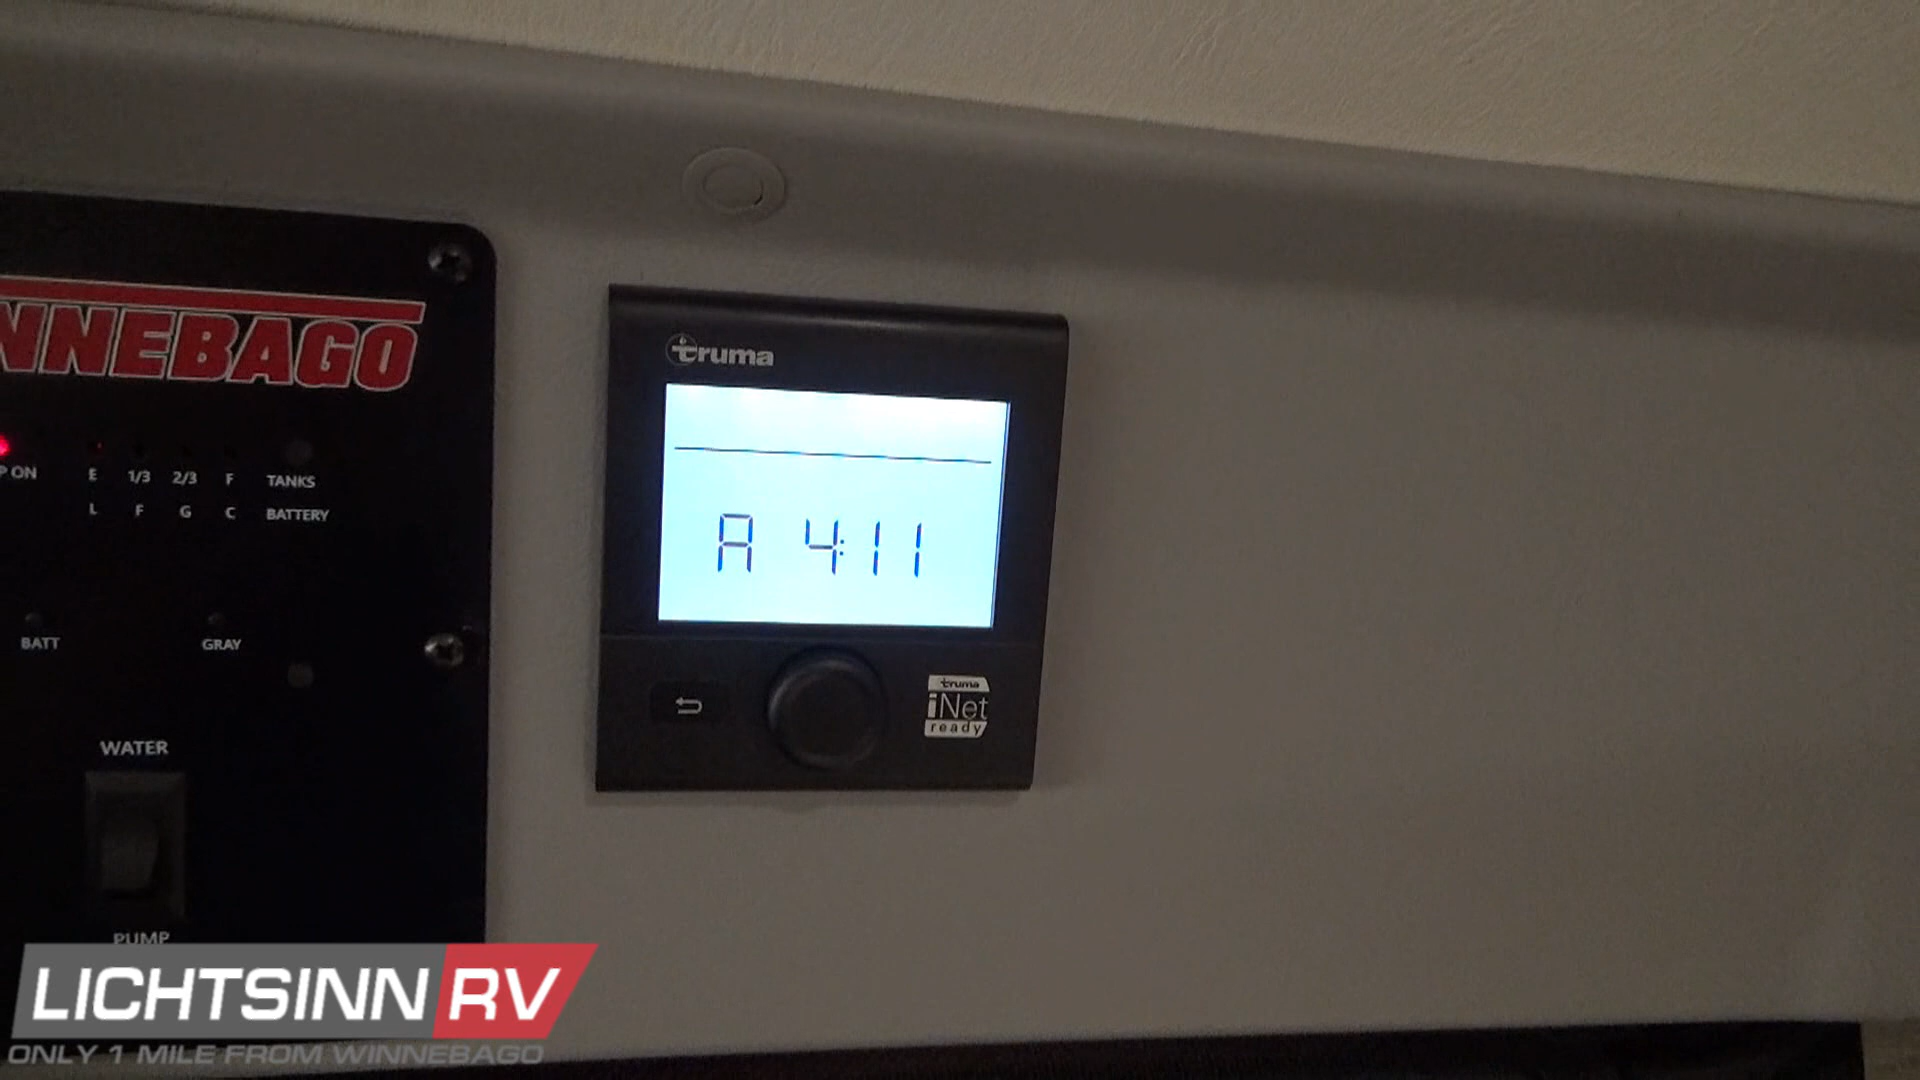 truma
NNEBAGO
P ON
E 1/3 2/3 F TANKS
L F G C BATTERY
A 4:11
BATT
GRAY
truma
iNet
ready
WATER
PUMP
LICHTSINN RV
ONLY 1 MILE FROM WINNEBAGO